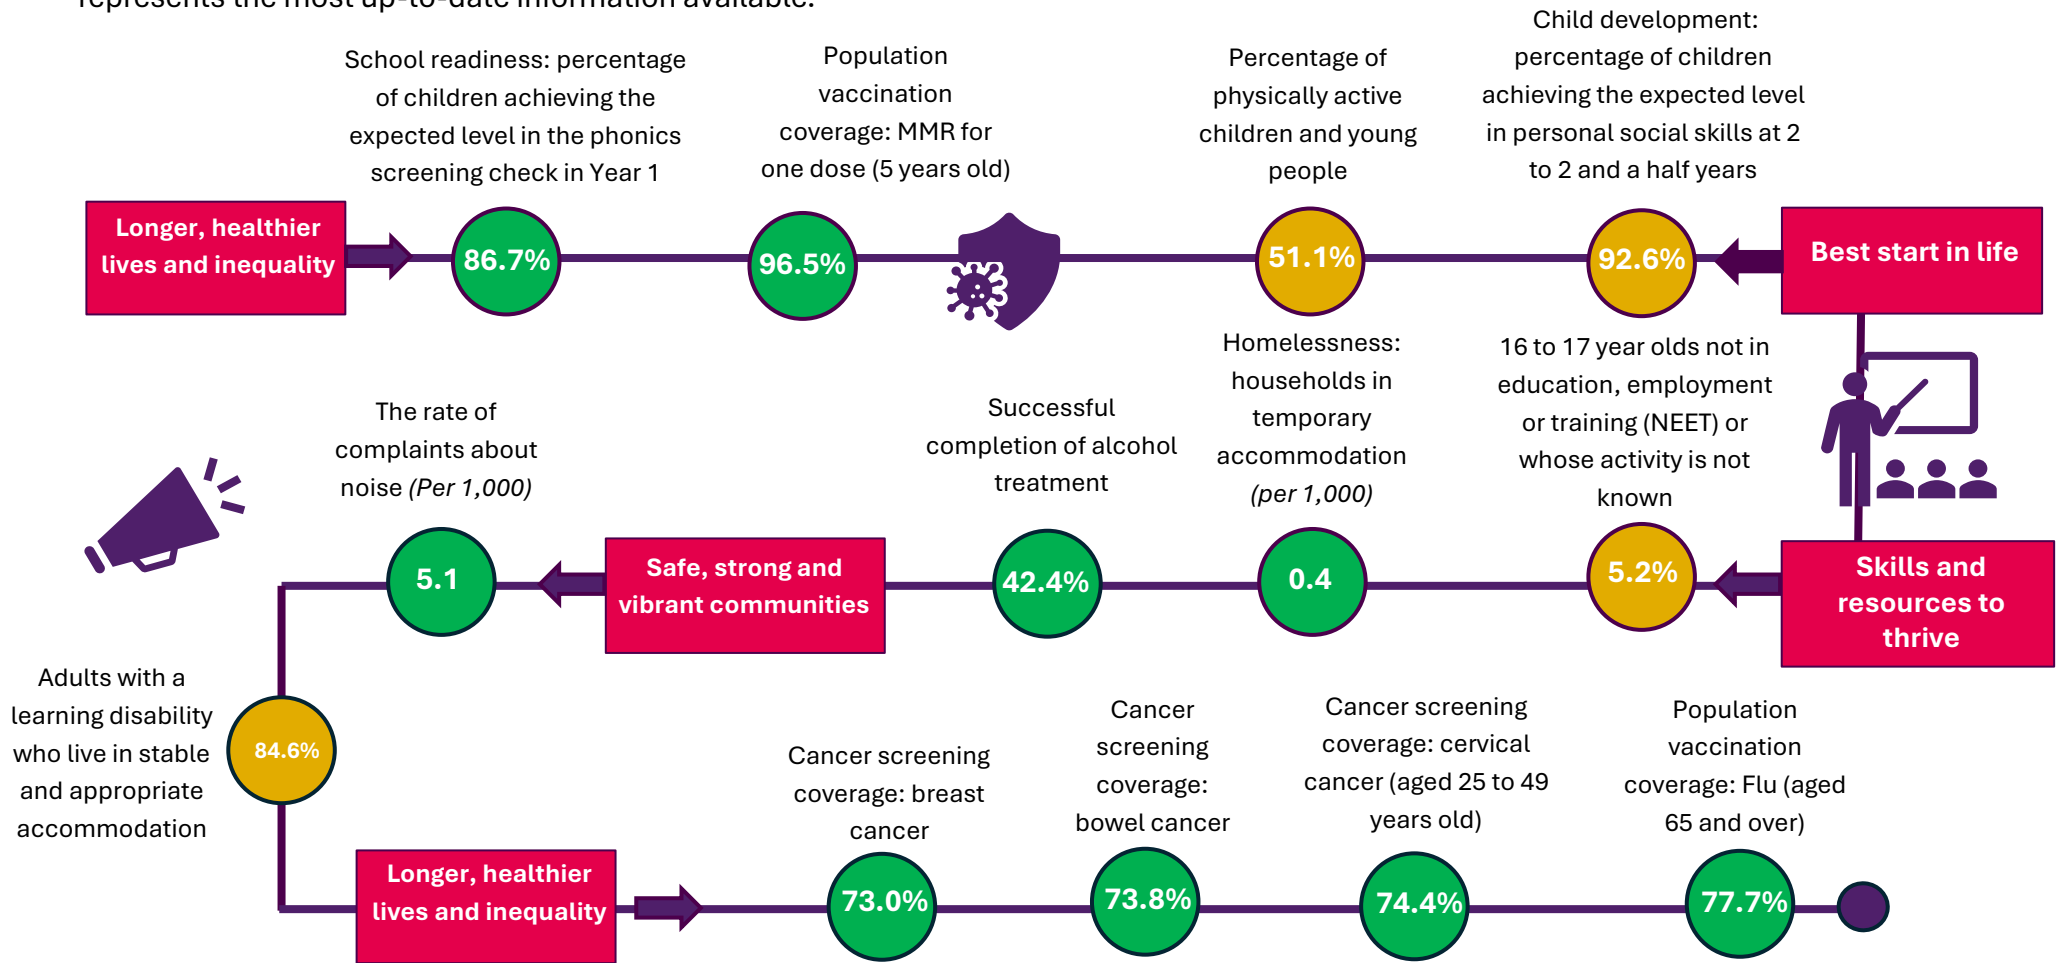 represents the most up-to-date information available.
School readiness: percentage
of children achieving the
expected level in the phonics
screening check in Year 1
Population
vaccination
coverage: MMR for
one dose (5 years old)
Percentage of
physically active
children and young
people
Child development:
percentage of children
achieving the expected level
in personal social skills at 2
to 2 and a half years
Longer, healthier
lives and inequality
86.7%
96.5%
51.1%
92.6%
Best start in life
The rate of
complaints about
noise (Per 1,000)
Successful
completion of alcohol
treatment
Homelessness:
households in
temporary
accommodation
(per 1,000)
16 to 17 year olds not in
education, employment
or training (NEET) or
whose activity is not
known
5.1
Safe, strong and
vibrant communities
42.4%
0.4
5.2%
Skills and
resources to
thrive
Adults with a
learning disability
who live in stable
and appropriate
accommodation
84.6%
Cancer screening
coverage: breast
cancer
Cancer
screening
coverage:
bowel cancer
Cancer screening
coverage: cervical
cancer (aged 25 to 49
years old)
Population
vaccination
coverage: Flu (aged
65 and over)
Longer, healthier
lives and inequality
73.0%
73.8%
74.4%
77.7%